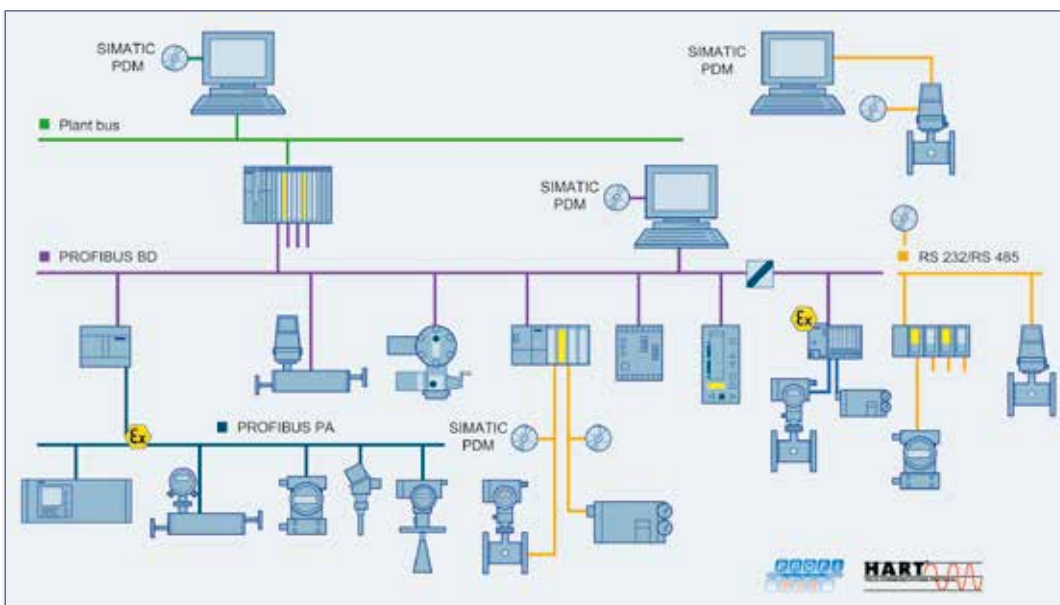 SIMATIC
PDM
SIMATIC
PDM
Plant bus
SIMATIC
PDM
PROFIBUS BD
RS 232/RS 485
Ex
Ex
PROFIBUS PA
SIMATIC
PDM
PROFI
HART